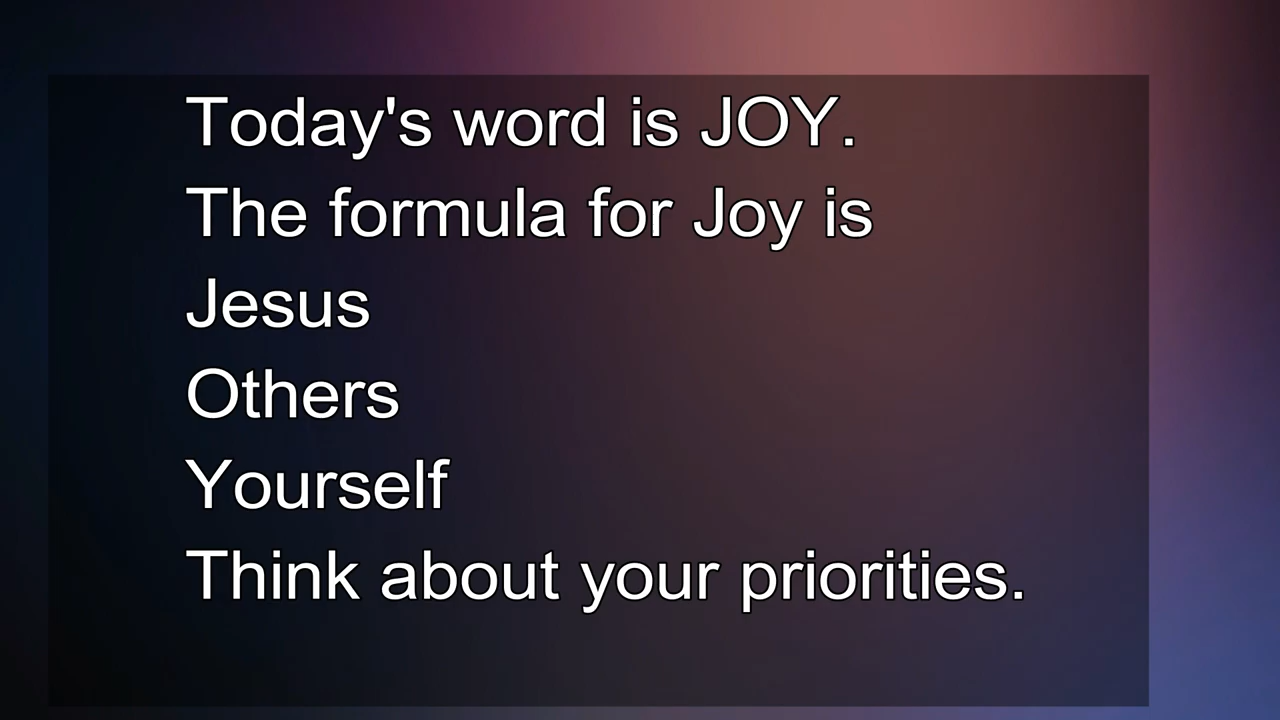 Today's word is JOY.
The formula for Joy is
Jesus
Others
Yourself
Think about your priorities.